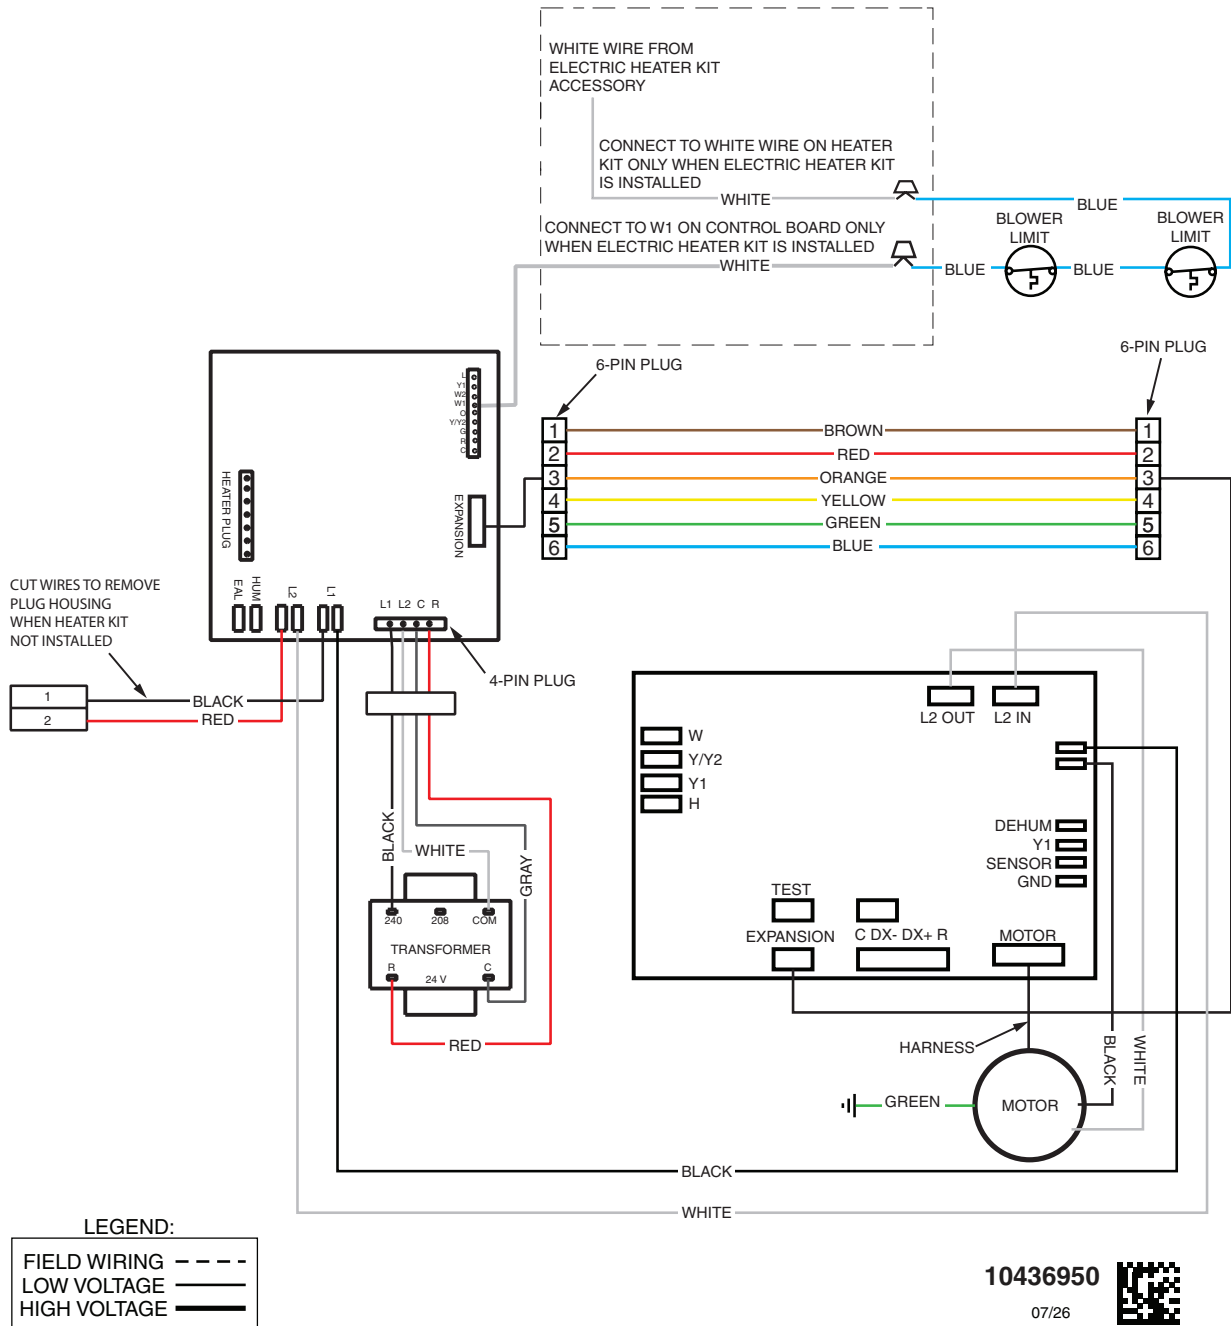 WHITE WIRE FROM
ELECTRIC HEATER KIT
ACCESSORY
CONNECT TO WHITE WIRE ON HEATER
KIT ONLY WHEN ELECTRIC HEATER KIT
IS INSTALLED
WHITE
BLUE
CONNECT TO W1 ON CONTROL BOARD ONLY
WHEN ELECTRIC HEATER KIT IS INSTALLED
WHITE
BLUE
BLOWER
LIMIT
BLUE
BLOWER
LIMIT
6-PIN PLUG
6-PIN PLUG
L
Y1
W2
W1
O
Y/Y2
G
R
C
1 BROWN 1
2 RED 2
3 ORANGE 3
4 YELLOW 4
5 GREEN 5
6 BLUE 6
HEATER PLUG
EXPANSION
EAL
HUM
L2
L1
L1 L2 C R
4-PIN PLUG
CUT WIRES TO REMOVE
PLUG HOUSING
WHEN HEATER KIT
NOT INSTALLED
1 BLACK
2 RED
BLACK
WHITE
GRAY
240 208 COM
TRANSFORMER
R 24 V C
RED
L2 OUT L2 IN
W
Y/Y2
Y1
H
DEHUM
Y1
SENSOR
GND
TEST
EXPANSION
C DX- DX+ R
MOTOR
HARNESS
BLACK
WHITE
GREEN
MOTOR
BLACK
WHITE
LEGEND:
FIELD WIRING
LOW VOLTAGE
HIGH VOLTAGE
10436950
07/26